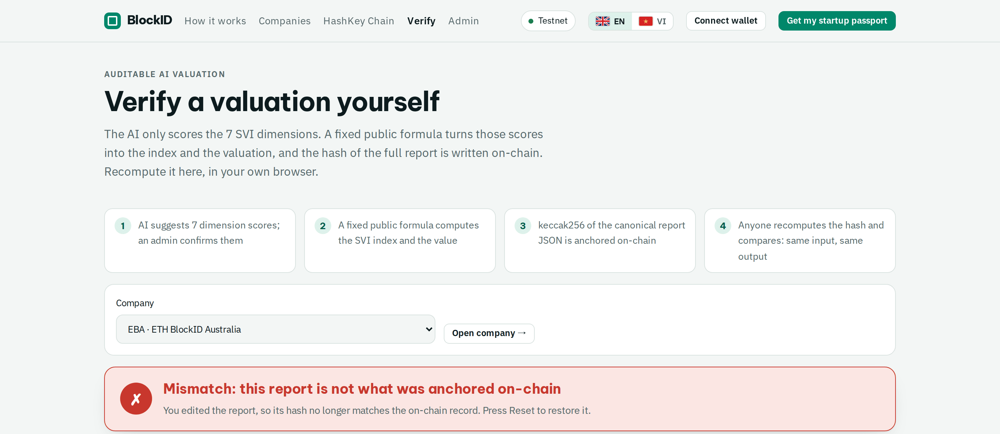 BlockID How it works Companies HashKey Chain Verify Admin Testnet EN VI Connect wallet Get my startup passport
AUDITABLE AI VALUATION
Verify a valuation yourself
The AI only scores the 7 SVI dimensions. A fixed public formula turns those scores
into the index and the valuation, and the hash of the full report is written on-chain.
Recompute it here, in your own browser.
1 AI suggests 7 dimension scores;
an admin confirms them
2 A fixed public formula computes
the SVI index and the value
3 keccak256 of the canonical report
JSON is anchored on-chain
4 Anyone recomputes the hash and
compares: same input, same
output
Company
EBA · ETH BlockID Australia
Open company →
✗ Mismatch: this report is not what was anchored on-chain
You edited the report, so its hash no longer matches the on-chain record. Press Reset to restore it.